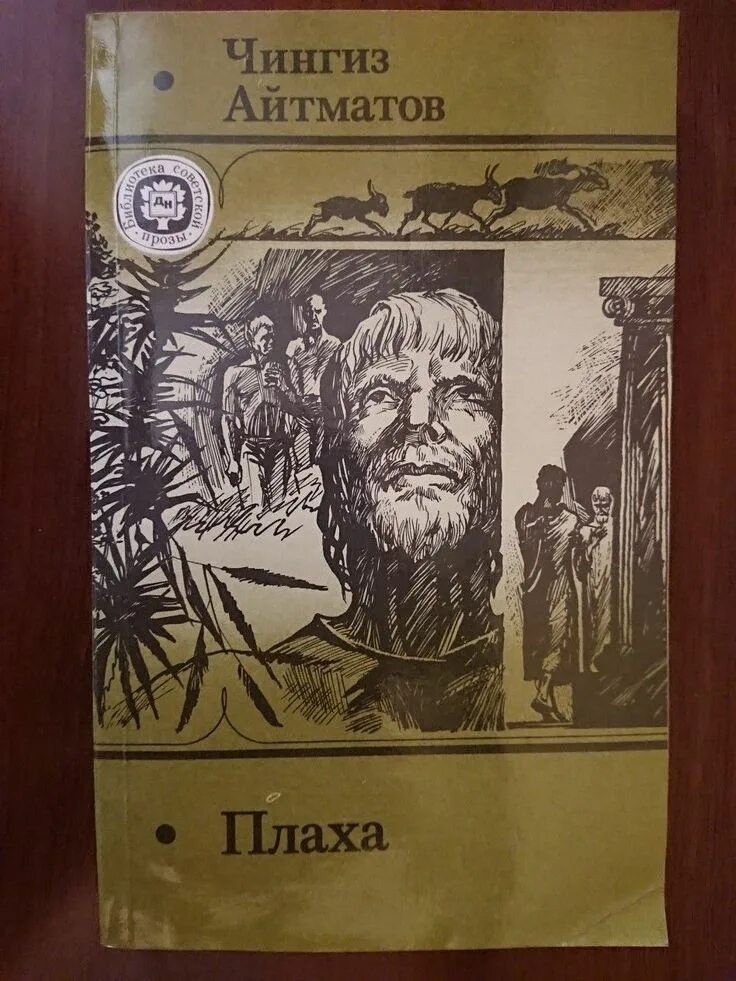 Чингиз
Айтматов
Библиотека советской
прозы
ДН
Плаха